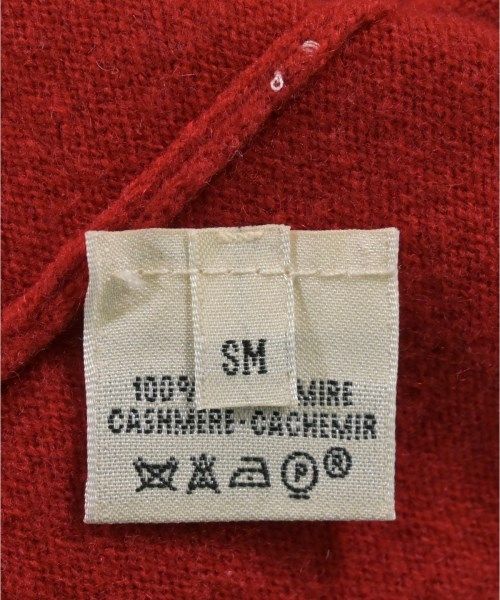 SM
100% MIRE
CASHMERE-CACHEMIR
P ®